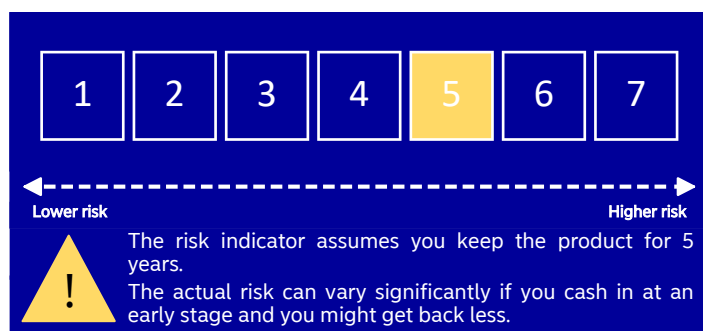 1 2 3 4 5 6 7
Lower risk Higher risk
! The risk indicator assumes you keep the product for 5
years.
The actual risk can vary significantly if you cash in at an
early stage and you might get back less.